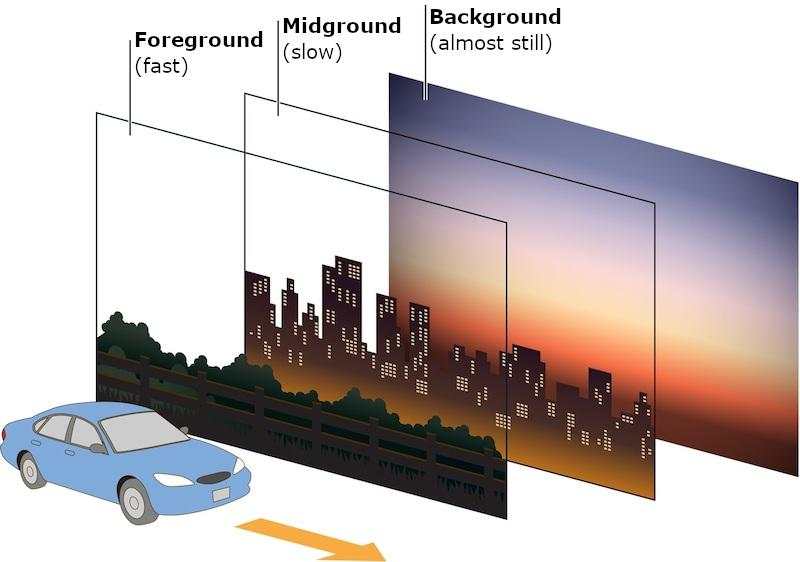 Foreground
(fast)
Midground
(slow)
Background
(almost still)